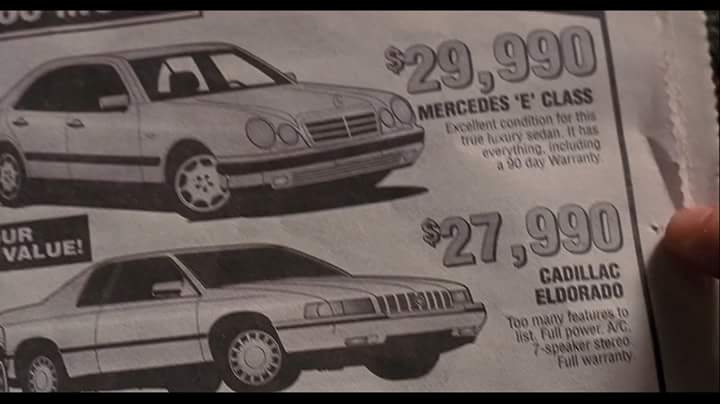 $29,990
MERCEDES 'E' CLASS
Excellent condition for this
true luxury sedan. It has
everything, including
a 90 day Warranty.
UR
VALUE!
$27,990
CADILLAC
ELDORADO
Too many features to
list. Full power. A/C.
7-speaker stereo.
Full warranty.